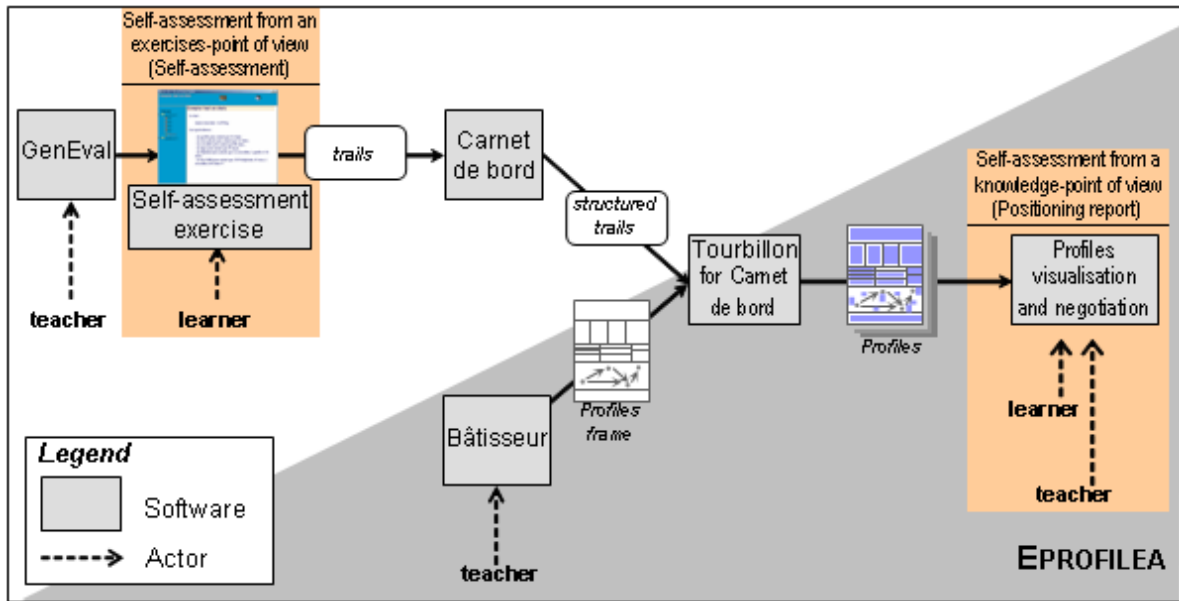 Self-assessment from an
exercises-point of view
(Self-assessment)
GenEval
trails
Carnet
de bord
Self-assessment
exercise
teacher
learner
structured
trails
Self-assessment from a
knowledge-point of view
(Positioning report)
Tourbillon
for Carnet
de bord
Profiles
Profiles
visualisation
and negotiation
learner
teacher
Profiles
frame
Bâtisseur
teacher
Legend
Software
Actor
EPROFILEA